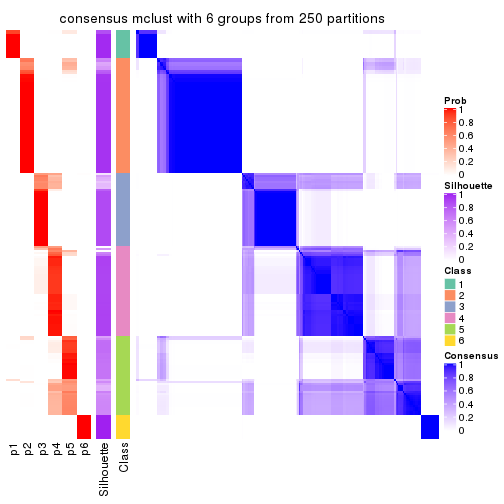 consensus mclust with 6 groups from 250 partitions
Prob
1
0.8
0.6
0.4
0.2
0
Silhouette
1
0.8
0.6
0.4
0.2
0
Class
1
2
3
4
5
6
Consensus
1
0.8
0.6
0.4
0.2
0
p1
p2
p3
p4
p5
p6
Silhouette
Class